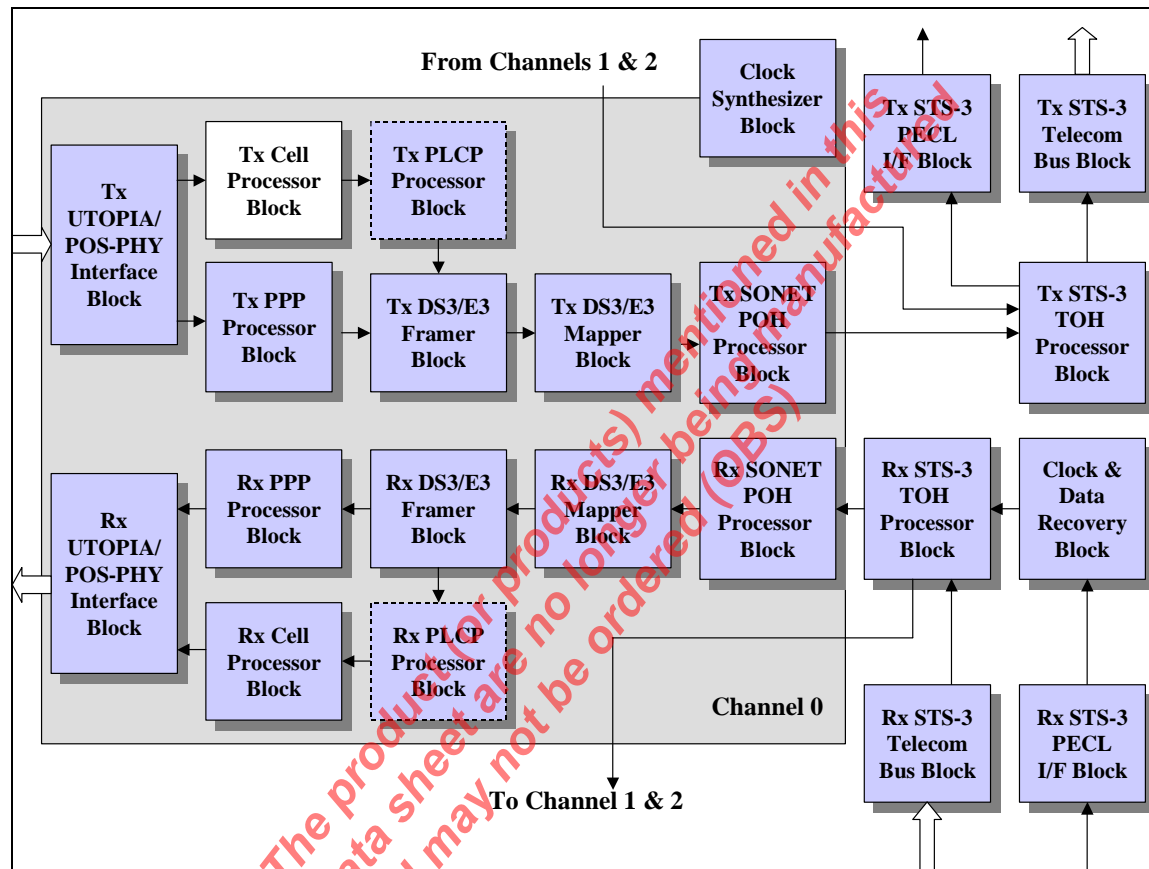 From Channels 1 & 2
Clock
Synthesizer
Block
Tx STS-3
PECL
I/F Block
Tx STS-3
Telecom
Bus Block
Tx
UTOPIA/
POS-PHY
Interface
Block
Tx Cell
Processor
Block
Tx PLCP
Processor
Block
Tx PPP
Processor
Block
Tx DS3/E3
Framer
Block
Tx DS3/E3
Mapper
Block
Tx SONET
POH
Processor
Block
Tx STS-3
TOH
Processor
Block
Rx
UTOPIA/
POS-PHY
Interface
Block
Rx PPP
Processor
Block
Rx DS3/E3
Framer
Block
Rx DS3/E3
Mapper
Block
Rx SONET
POH
Processor
Block
Rx STS-3
TOH
Processor
Block
Clock &
Data
Recovery
Block
Rx Cell
Processor
Block
Rx PLCP
Processor
Block
Channel 0
Rx STS-3
Telecom
Bus Block
Rx STS-3
PECL
I/F Block
To Channel 1 & 2
The product (or products) mentioned in this
data sheet are no longer being manufactured
may not be ordered (OBS)